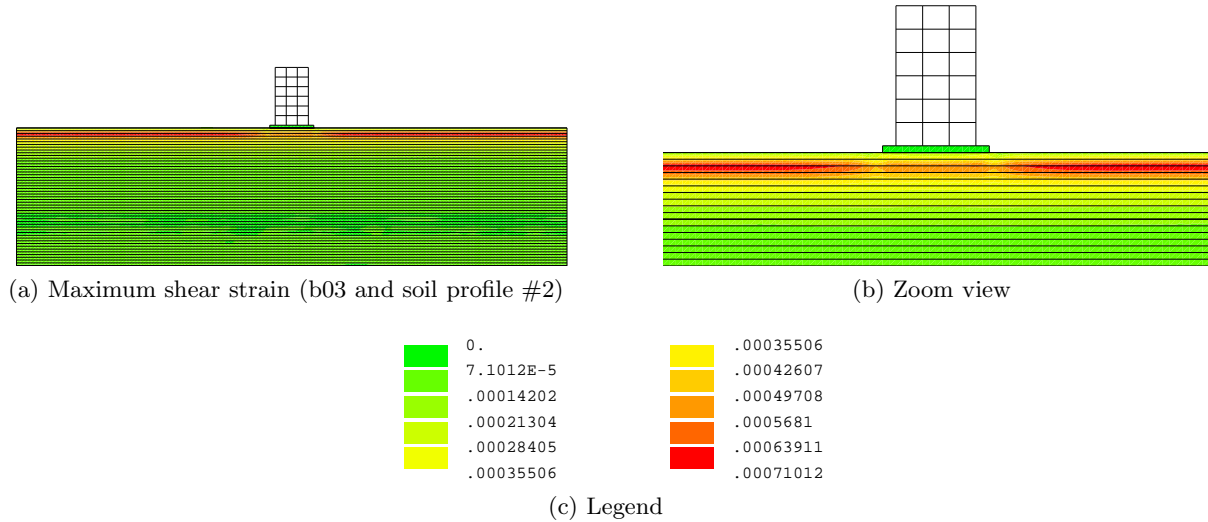 (a) Maximum shear strain (b03 and soil profile #2)
(b) Zoom view
0.
7.1012E-5
.00014202
.00021304
.00028405
.00035506
.00035506
.00042607
.00049708
.0005681
.00063911
.00071012
(c) Legend